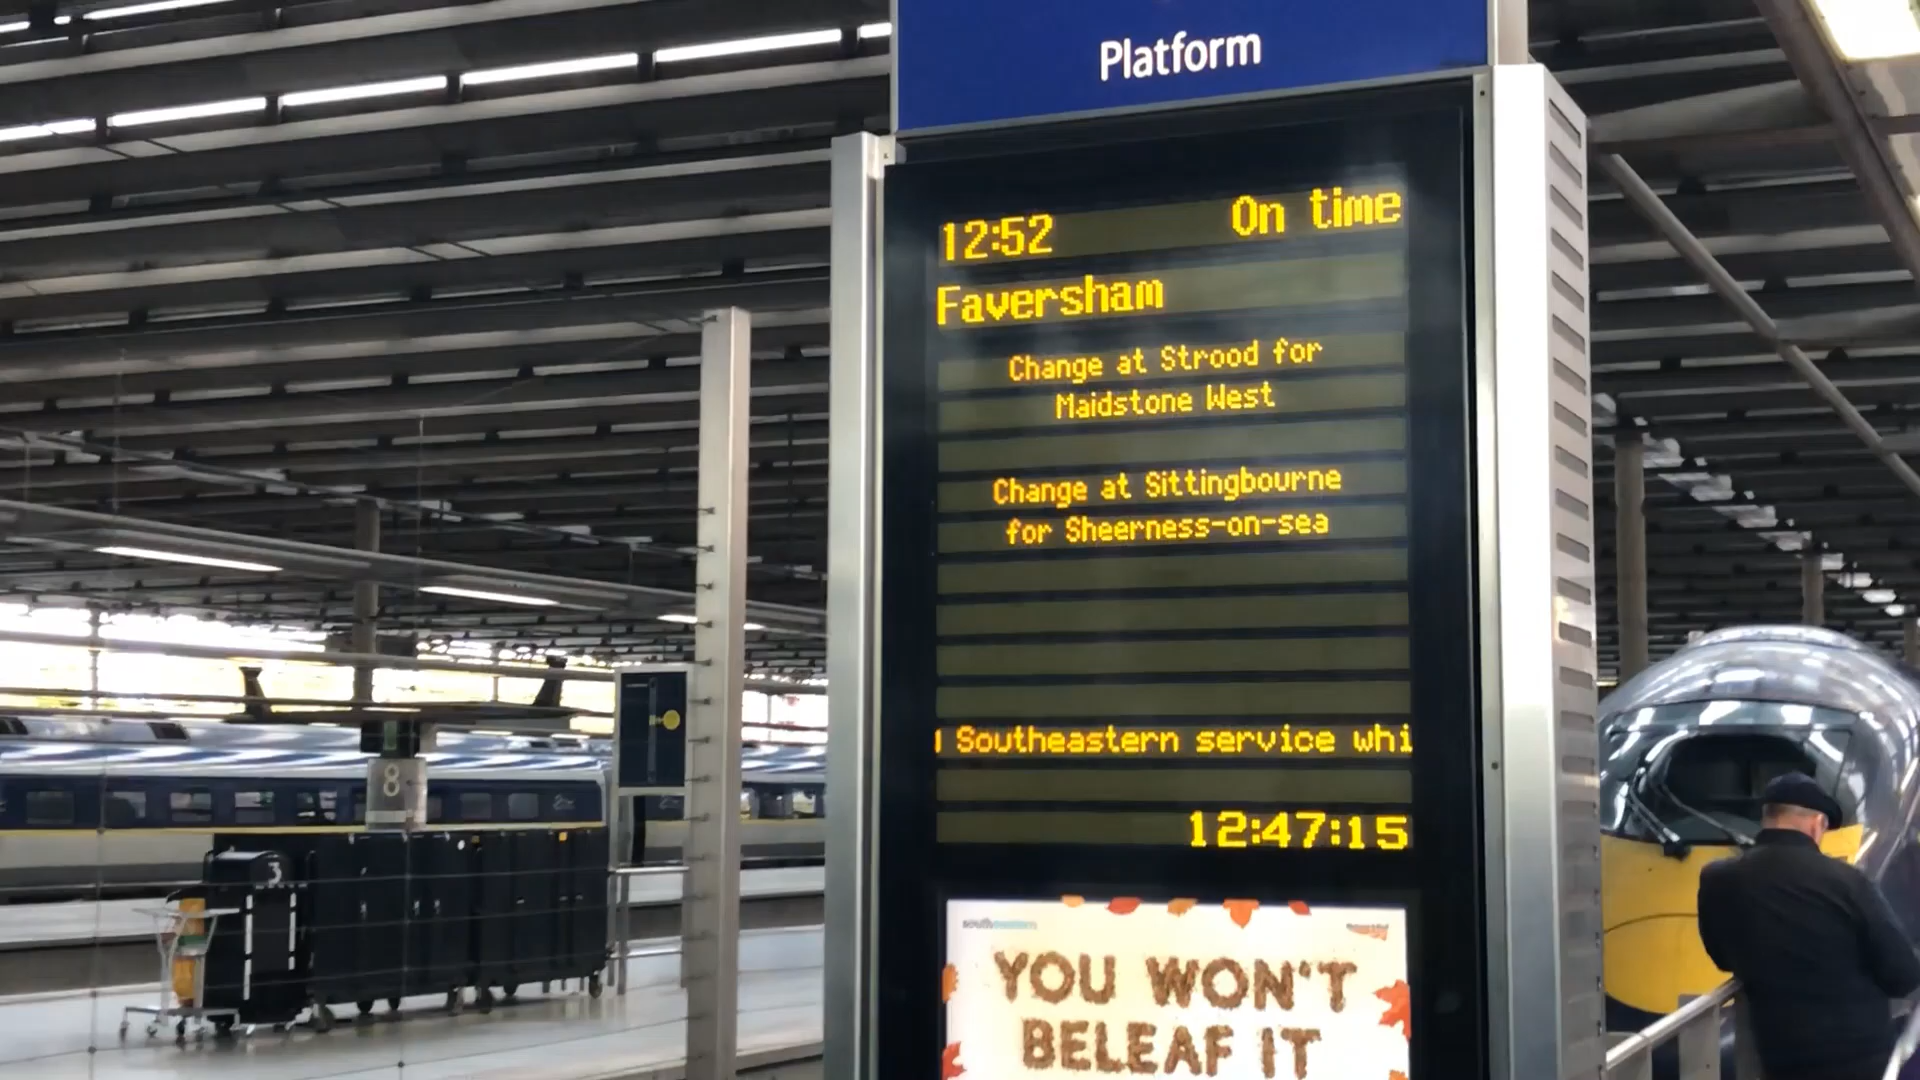 Platform
12:52 On time
Faversham
Change at Strood for
Maidstone West
Change at Sittingbourne
for Sheerness-on-sea
Southeastern service whi
12:47:15
8
3
southeastern
YOU WON'T
BELEAF IT